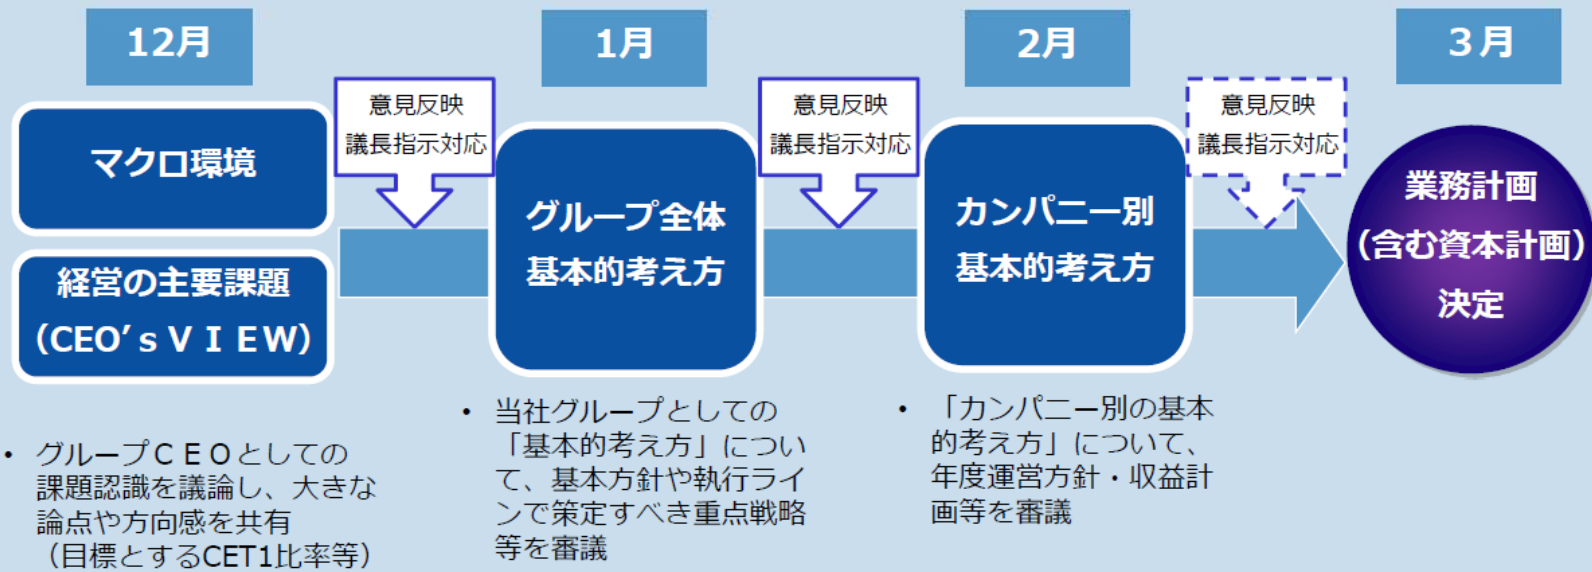 12月
マクロ環境
経営の主要課題
（CEO’ｓＶＩＥＷ）
• グループＣＥＯとしての
課題認識を議論し、大きな
論点や方向感を共有
（目標とするCET1比率等）
意見反映
議長指示対応
1月
グループ全体
基本的考え方
• 当社グループとしての
「基本的考え方」につい
て、基本方針や執行ライ
ンで策定すべき重点戦略
等を審議
意見反映
議長指示対応
2月
カンパニー別
基本的考え方
• 「カンパニー別の基本
的考え方」について、
年度運営方針・収益計
画等を審議
意見反映
議長指示対応
３月
業務計画
（含む資本計画）
決定